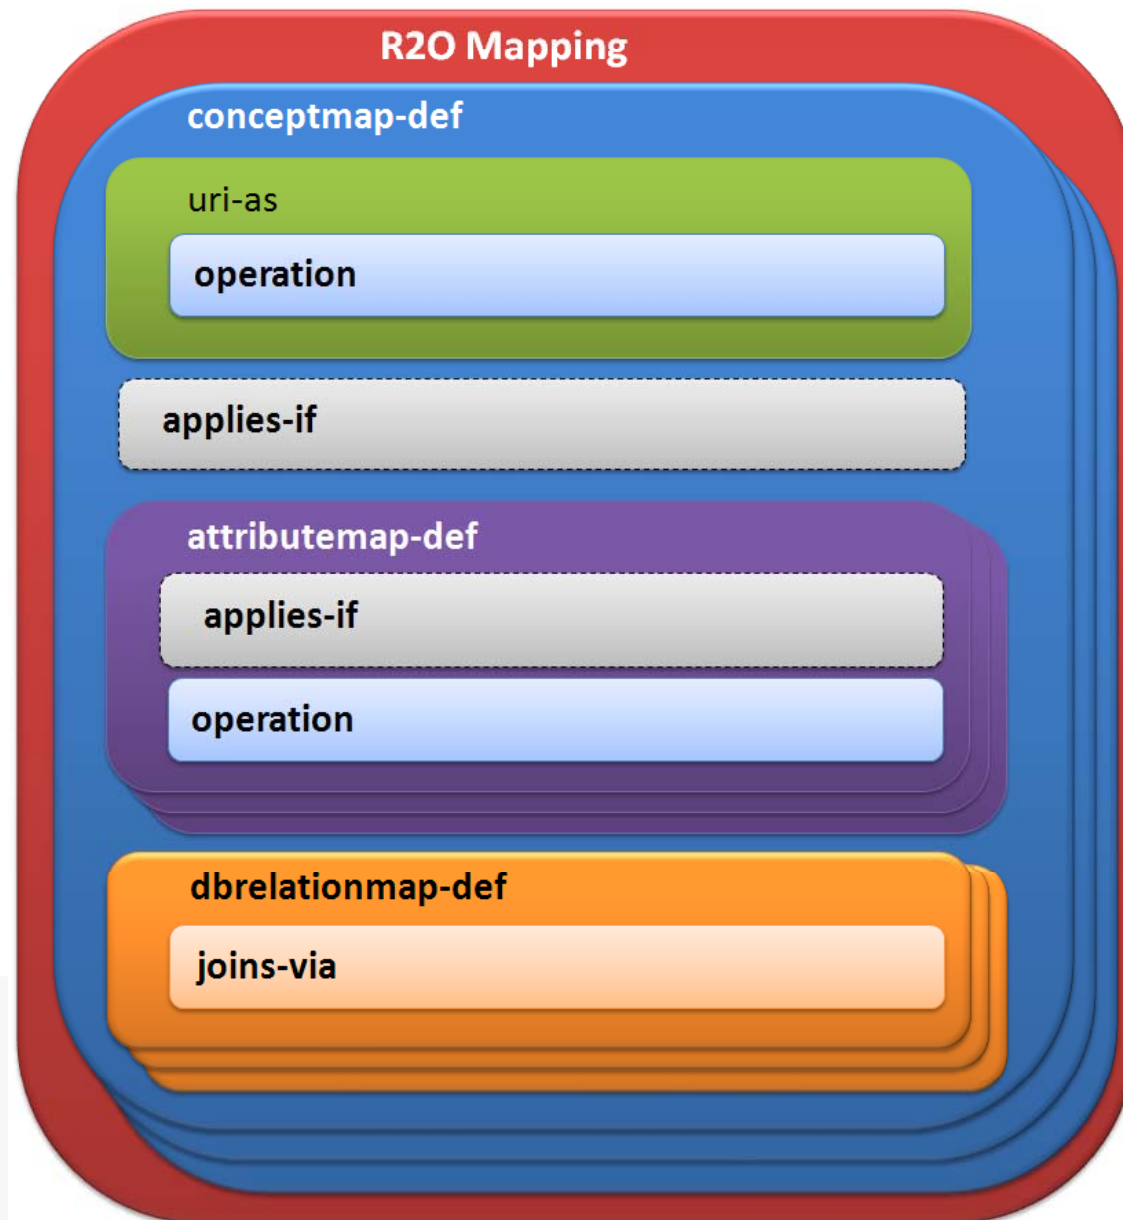 R2O Mapping
conceptmap-def
uri-as
operation
applies-if
attributemap-def
applies-if
operation
dbrelationmap-def
joins-via